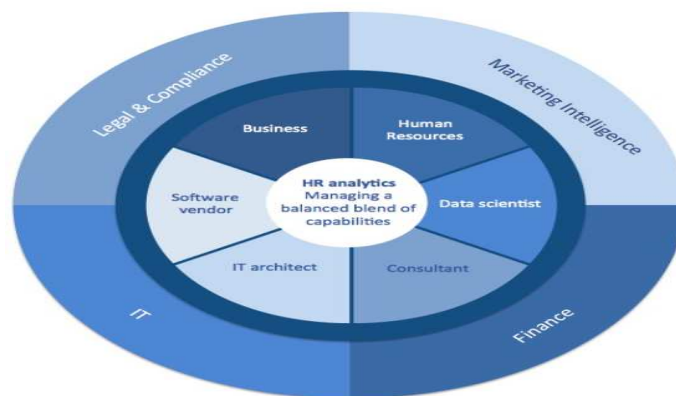 Legal & Compliance
Marketing Intelligence
Business
Human
Resources
Software
vendor
HR analytics
Managing a
balanced blend of
capabilities
Data scientist
IT architect
Consultant
IT
Finance